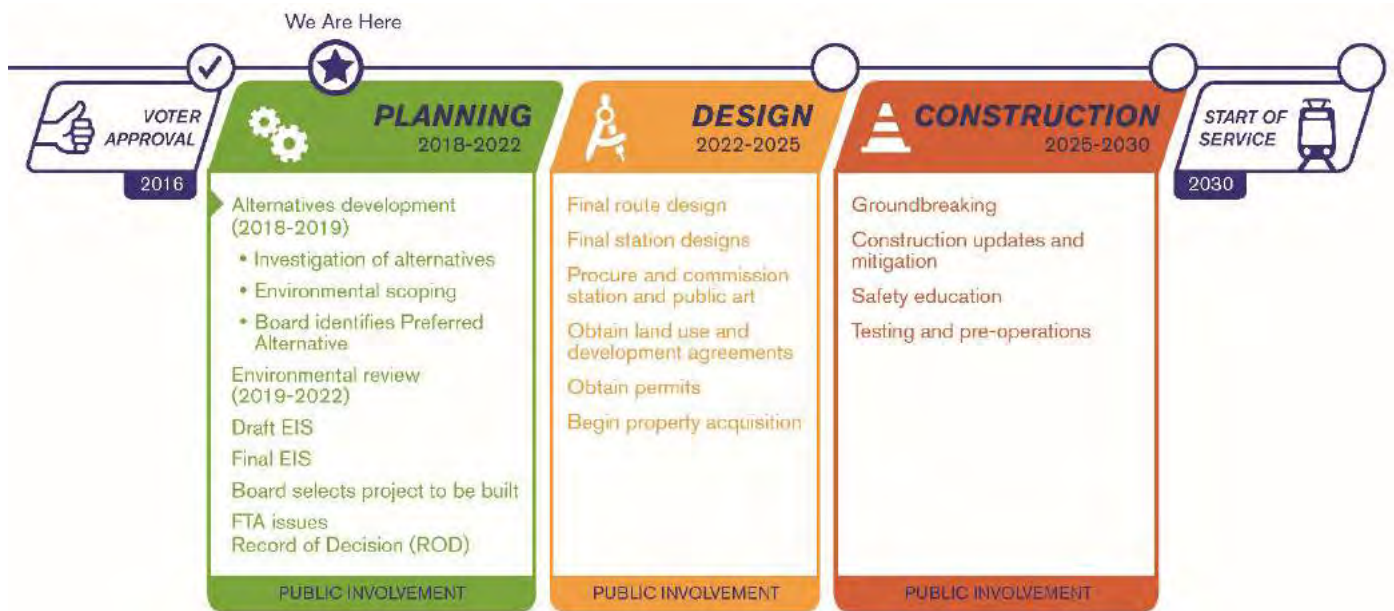 We Are Here
VOTER
APPROVAL
2016
PLANNING
2018-2022
Alternatives development
(2018-2019)
• Investigation of alternatives
• Environmental scoping
• Board identifies Preferred
Alternative
Environmental review
(2019-2022)
Draft EIS
Final EIS
Board selects project to be built
FTA issues
Record of Decision (ROD)
PUBLIC INVOLVEMENT
DESIGN
2022-2025
Final route design
Final station designs
Procure and commission
station and public art
Obtain land use and
development agreements
Obtain permits
Begin property acquisition
PUBLIC INVOLVEMENT
CONSTRUCTION
2025-2030
Groundbreaking
Construction updates and
mitigation
Safety education
Testing and pre-operations
PUBLIC INVOLVEMENT
START OF
SERVICE
2030